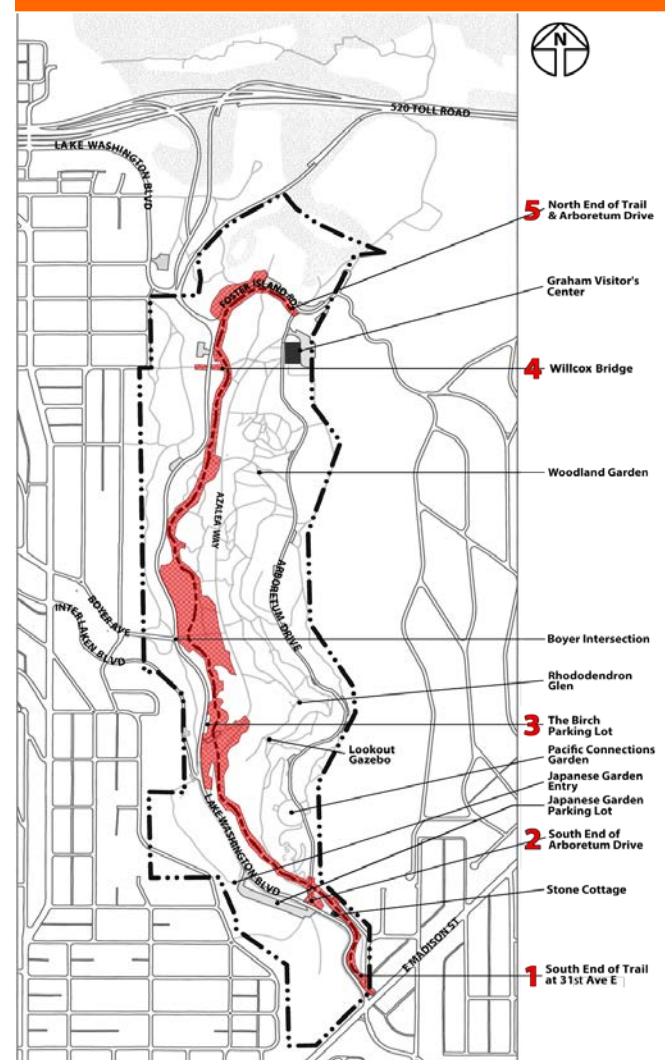 N
520 TOLL ROAD
LAKE WASHINGTON
BLVD
5 North End of Trail
& Arboretum Drive
FOSTER ISLAND RD
Graham Visitor's
Center
4 Willcox Bridge
Woodland Garden
AZALEA WAY
ARBORETUM DRIVE
BOYER AVE
INTERLAKEN BLVD
Boyer Intersection
Rhododendron
Glen
3 The Birch
Parking Lot
Lookout
Gazebo
Pacific Connections
Garden
Japanese Garden
Entry
Japanese Garden
Parking Lot
LAKE WASHINGTON BLVD
2 South End of
Arboretum Drive
Stone Cottage
E MADISON ST
1 South End of Trail
at 31st Ave E